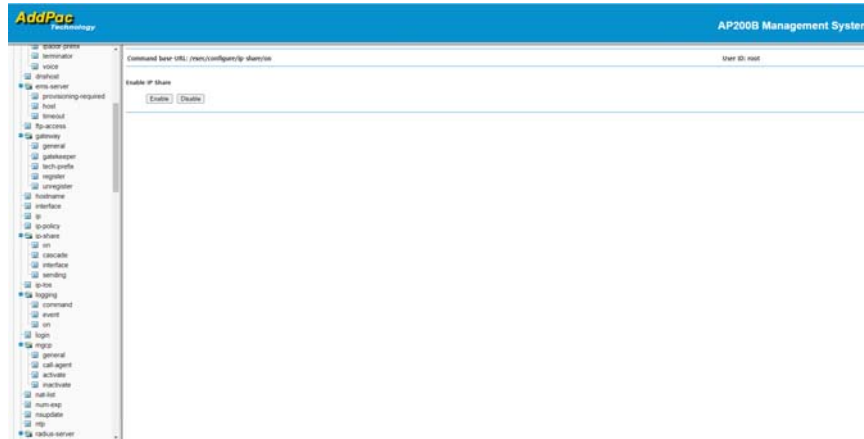 AddPac
Technology
AP200B Management System
ipaddr-prefix
terminator
voice
dnshost
ems-server
provisioning-required
host
timeout
ftp-access
gateway
general
gatekeeper
tech-prefix
register
unregister
hostname
interface
ip
ip-policy
ip-share
on
cascade
interface
sending
ip-tos
logging
command
event
on
login
mgcp
general
call-agent
activate
inactivate
nat-list
num-exp
nsupdate
ntp
radius-server
Command base URL: /exec/configure/ip-share/on
User ID: root
Enable IP Share
Enable Disable